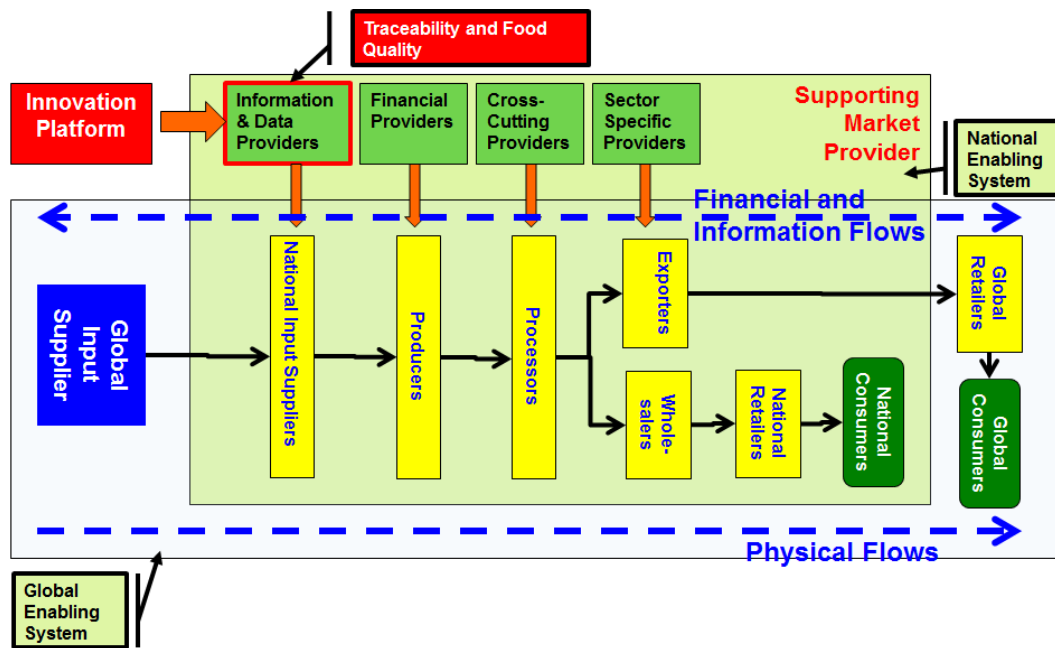 Traceability and Food
Quality
Innovation
Platform
Information
& Data
Providers
Financial
Providers
Cross-
Cutting
Providers
Sector
Specific
Providers
Supporting
Market
Provider
National
Enabling
System
Financial and
Information Flows
Global
Input
Supplier
National Input Suppliers
Producers
Processors
Exporters
Whole-
salers
National
Retailers
National
Consumers
Global
Retailers
Global
Consumers
Physical Flows
Global
Enabling
System